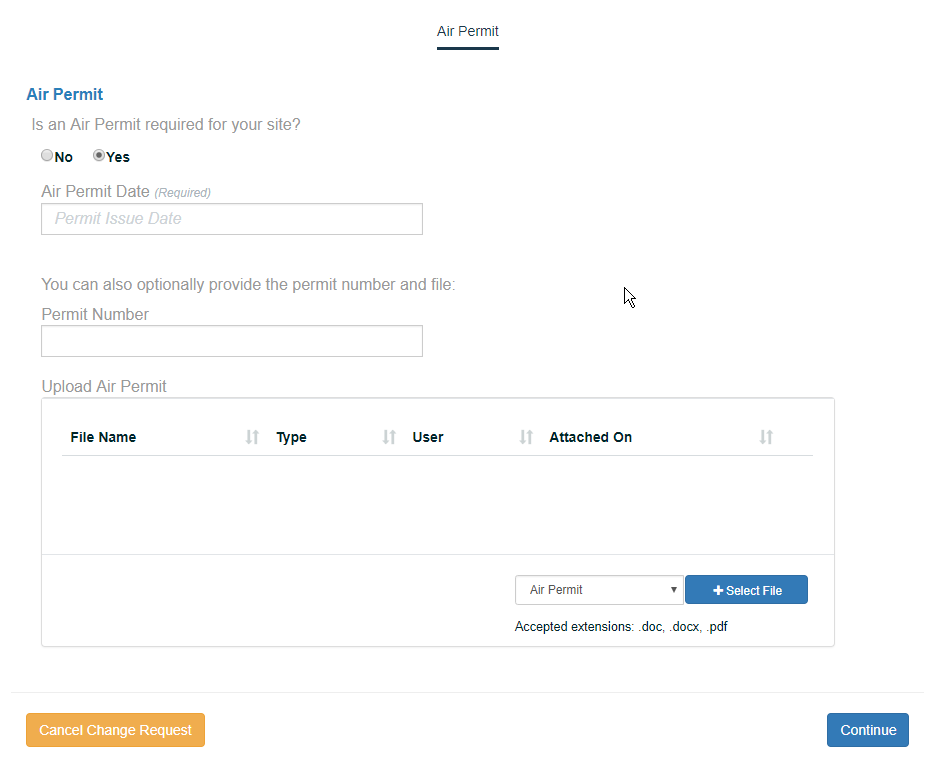 Air Permit
Air Permit
Is an Air Permit required for your site?
No Yes
Air Permit Date (Required)
Permit Issue Date
You can also optionally provide the permit number and file:
Permit Number
Upload Air Permit
File Name Type User Attached On
Air Permit Select File
Accepted extensions: .doc, .docx, .pdf
Cancel Change Request Continue